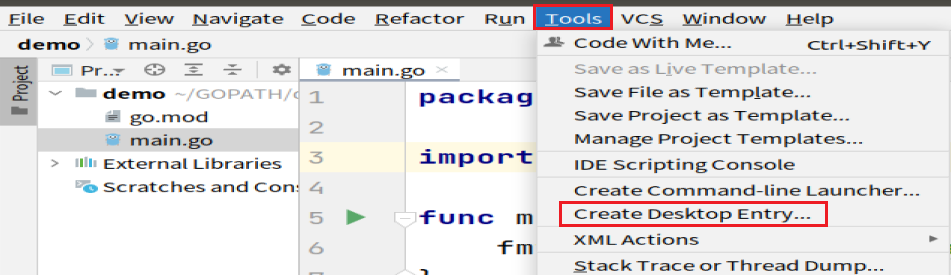 File Edit View Navigate Code Refactor Run Tools VCS Window Help
demo main.go
Project
Pr...
demo ~/GOPATH/
go.mod
main.go
External Libraries
Scratches and Con
main.go
1 packag
2
3 import
4
5 func m
6 fm
Code With Me... Ctrl+Shift+Y
Save as Live Template...
Save File as Template...
Save Project as Template...
Manage Project Templates...
IDE Scripting Console
Create Command-line Launcher...
Create Desktop Entry...
XML Actions
Stack Trace or Thread Dump...